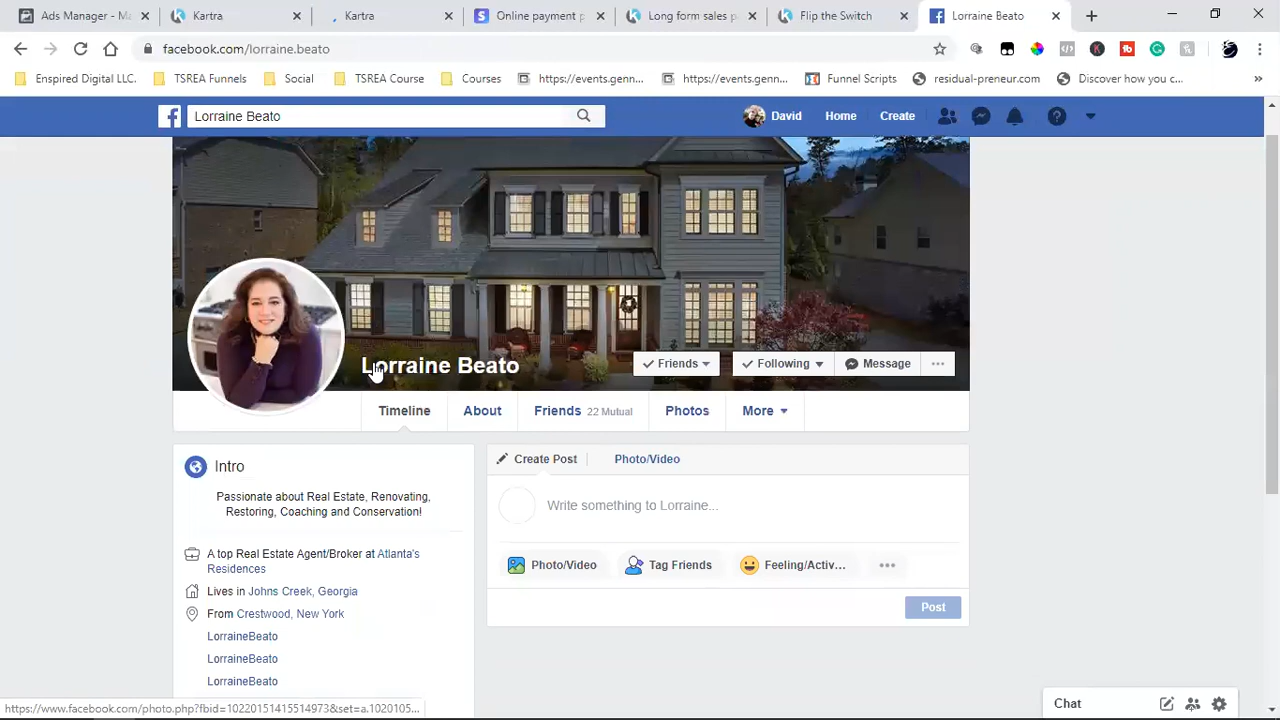 Ads Manager - Ma
Kartra
Kartra
Online payment p
Long form sales p
Flip the Switch
Lorraine Beato
facebook.com/lorraine.beato
Enspired Digital LLC.
TSREA Funnels
Social
TSREA Course
Courses
https://events.genn...
https://events.genn...
Funnel Scripts
residual-preneur.com
Discover how you c...
Lorraine Beato
David
Home
Create
Lorraine Beato
Friends
Following
Message
Timeline
About
Friends 22 Mutual
Photos
More
Intro
Passionate about Real Estate, Renovating,
Restoring, Coaching and Conservation!
A top Real Estate Agent/Broker at Atlanta's
Residences
Lives in Johns Creek, Georgia
From Crestwood, New York
LorraineBeato
LorraineBeato
LorraineBeato
Create Post
Photo/Video
Write something to Lorraine...
Photo/Video
Tag Friends
Feeling/Activ...
Post
https://www.facebook.com/photo.php?fbid=10220151415514973&set=a.1020105...
Chat